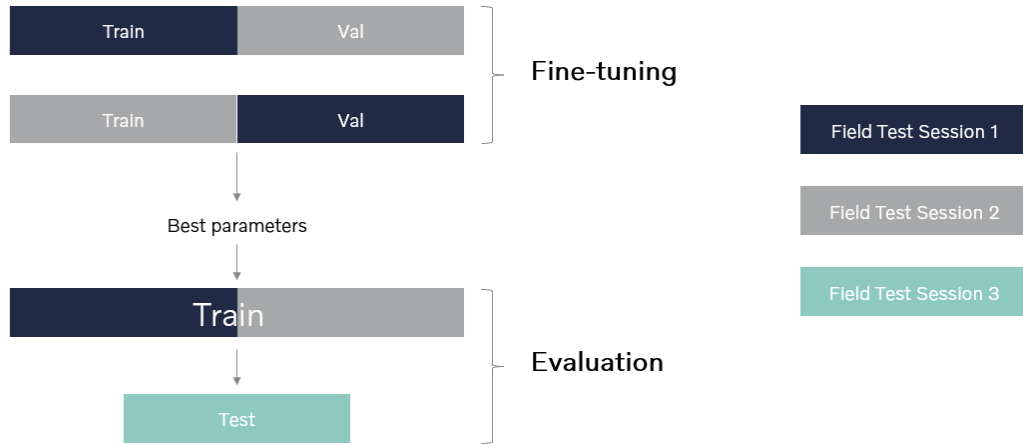 Train
Val
Fine-tuning
Train
Val
Best parameters
Train
Evaluation
Test
Field Test Session 1
Field Test Session 2
Field Test Session 3